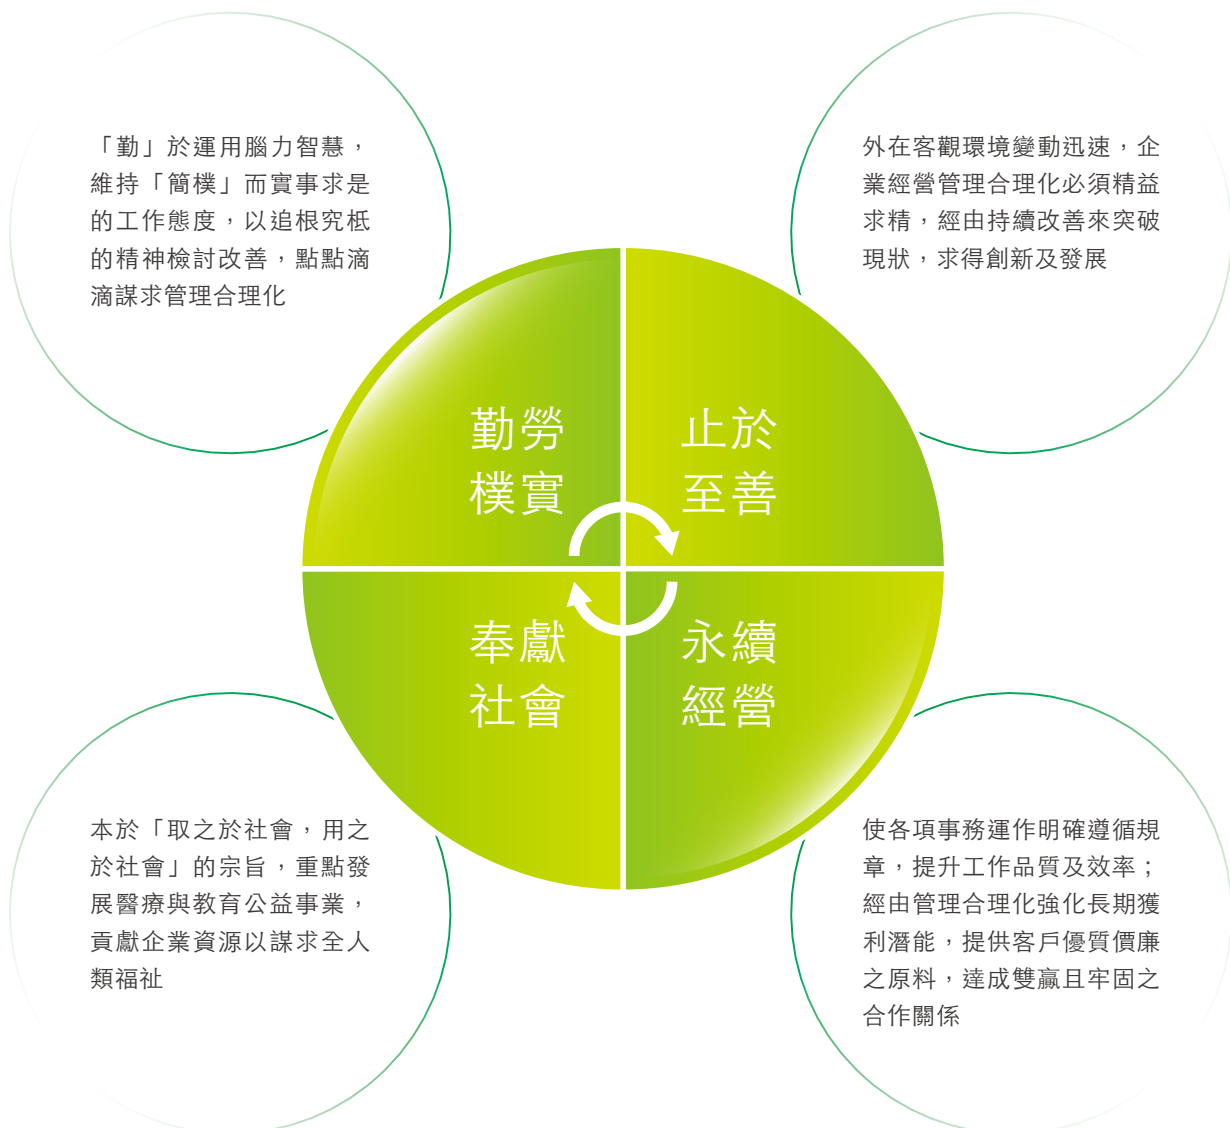 「勤」於運用腦力智慧，
維持「簡樸」而實事求是
的工作態度，以追根究柢
的精神檢討改善，點點滴
滴謀求管理合理化
外在客觀環境變動迅速，企
業經營管理合理化必須精益
求精，經由持續改善來突破
現狀，求得創新及發展
勤勞
樸實
止於
至善
奉獻
社會
永續
經營
本於「取之於社會，用之
於社會」的宗旨，重點發
展醫療與教育公益事業，
貢獻企業資源以謀求全人
類福祉
使各項事務運作明確遵循規
章，提升工作品質及效率；
經由管理合理化強化長期獲
利潛能，提供客戶優質價廉
之原料，達成雙贏且牢固之
合作關係